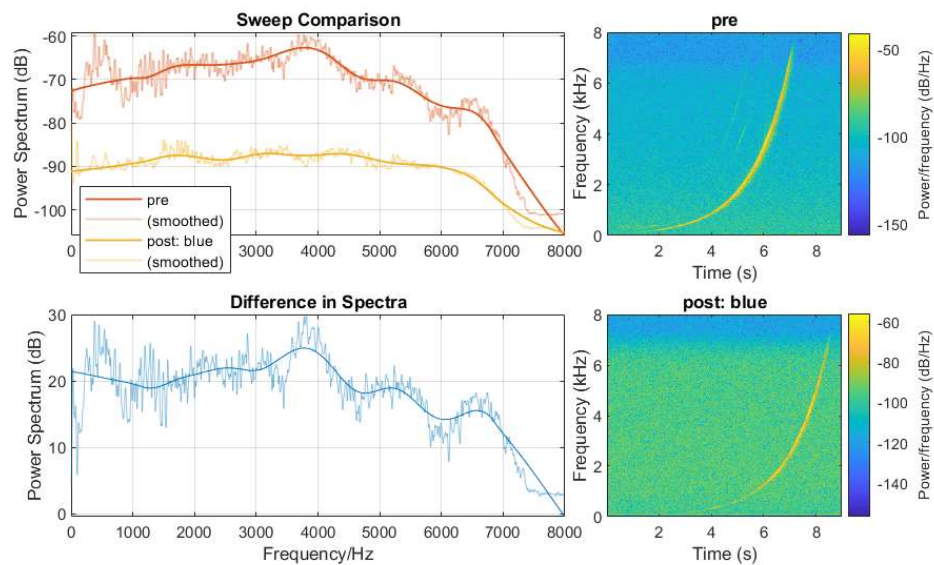 Sweep Comparison
Power Spectrum (dB)
-60
-70
-80
-90
-100
pre
(smoothed)
post: blue
(smoothed)
0 1000 2000 3000 4000 5000 6000 7000 8000
pre
Frequency (kHz)
8
6
4
2
0
2 4 6 8
Time (s)
-50
-100
-150
Power/frequency (dB/Hz)
Difference in Spectra
Power Spectrum (dB)
30
20
10
0
0 1000 2000 3000 4000 5000 6000 7000 8000
Frequency/Hz
post: blue
Frequency (kHz)
8
6
4
2
0
2 4 6 8
Time (s)
-60
-80
-100
-120
-140
Power/frequency (dB/Hz)